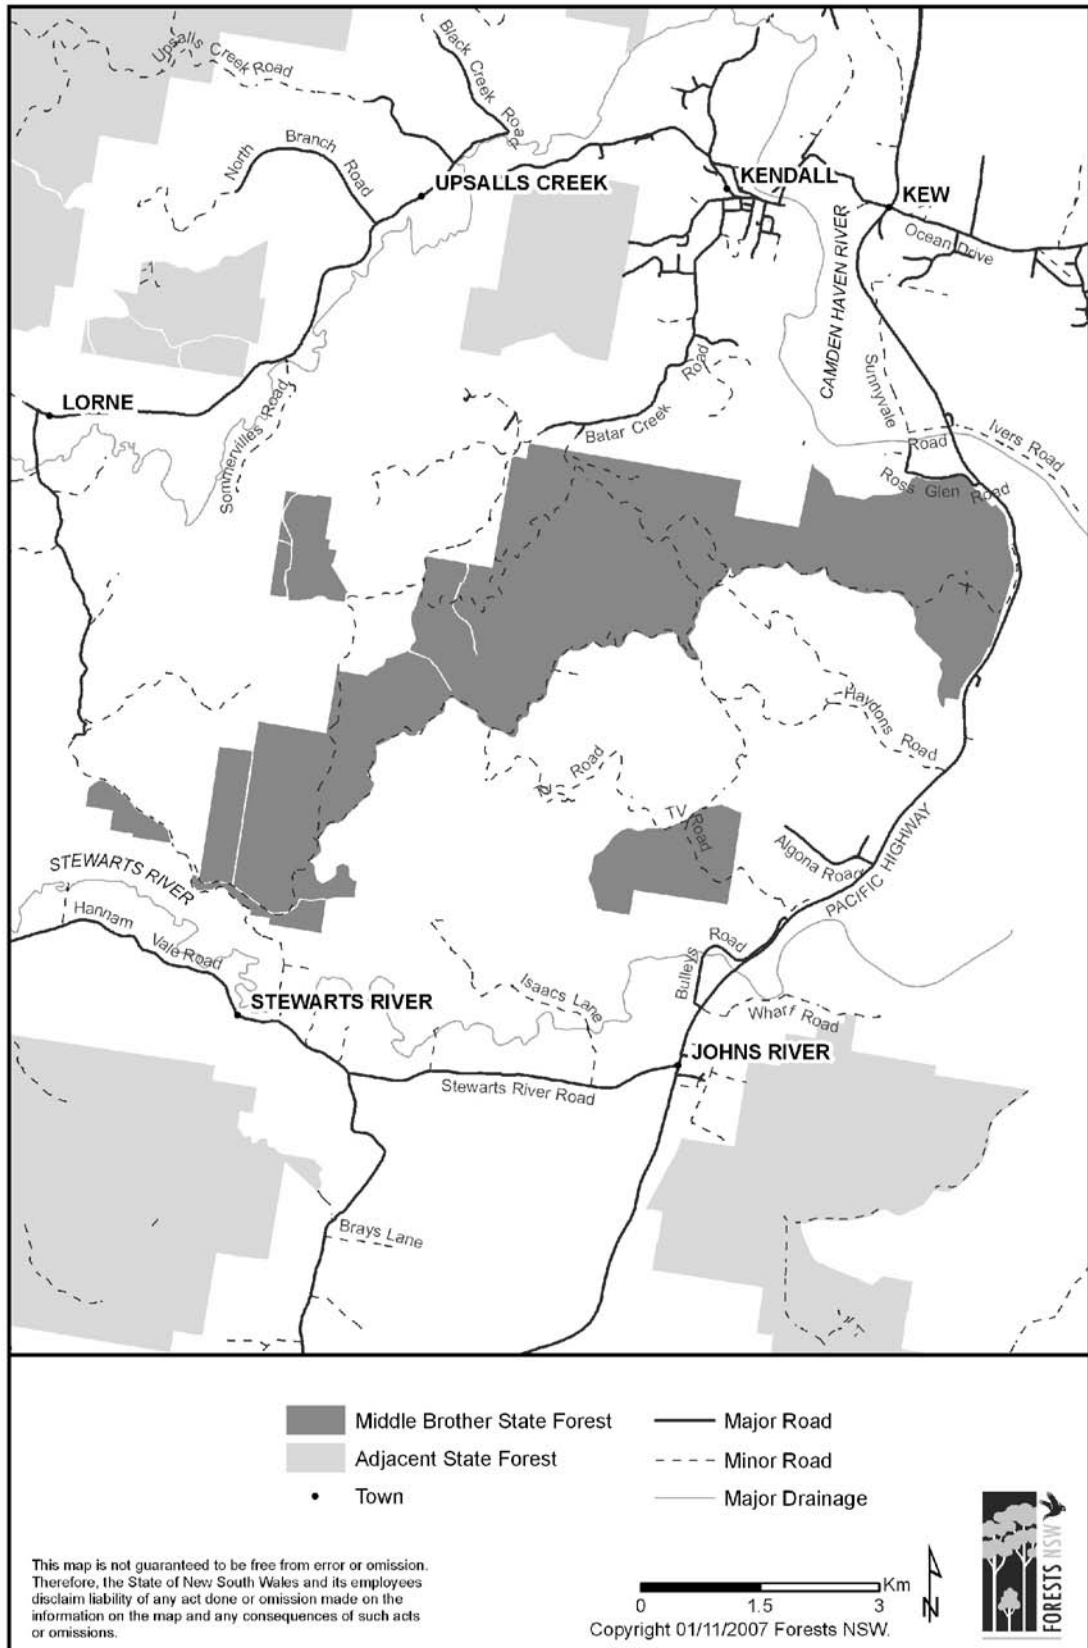 Upsalls Creek Road
Black Creek Road
North Branch Road
UPSALLS CREEK
KENDALL
KEW
Ocean Drive
CAMDEN HAVEN RIVER
Sunnyvale Road
Ivers Road
Ross Glen Road
Batar Creek Road
LORNE
Sommervilles Road
Haydons Road
TV Road
TV Road
Algona Road
PACIFIC HIGHWAY
STEWARTS RIVER
Hannam Vale Road
STEWARTS RIVER
Bulleys Road
Isaacs Lane
Wharf Road
JOHNS RIVER
Stewarts River Road
Brays Lane
Middle Brother State Forest
Adjacent State Forest
Town
Major Road
Minor Road
Major Drainage
This map is not guaranteed to be free from error or omission.
Therefore, the State of New South Wales and its employees
disclaim liability of any act done or omission made on the
information on the map and any consequences of such acts
or omissions.
Km
0 1.5 3
Copyright 01/11/2007 Forests NSW.
N
FORESTS NSW